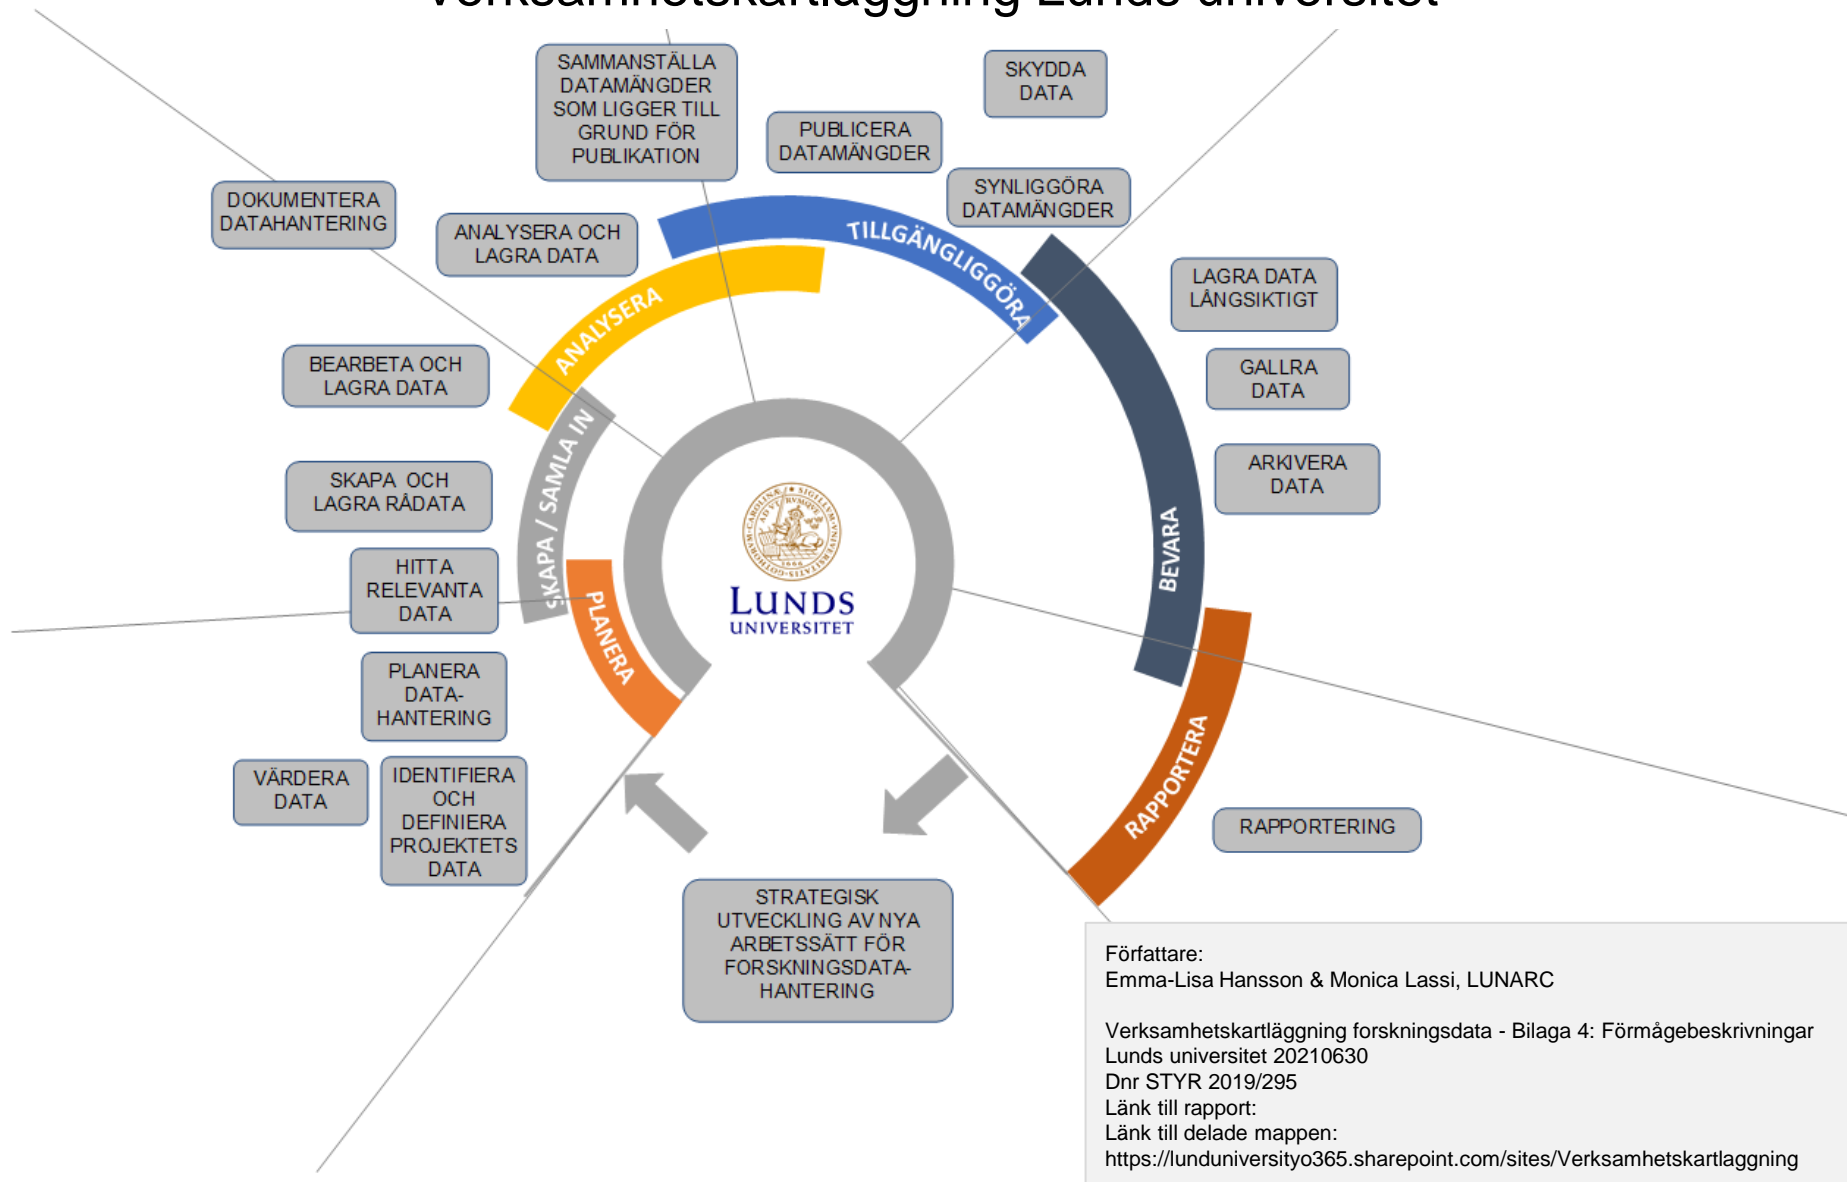 Verksamhetskartläggning Lunds universitet
SAMMANSTÄLLA
DATAMÄNGDER
SOM LIGGER TILL
GRUND FÖR
PUBLIKATION
SKYDDA
DATA
PUBLICERA
DATAMÄNGDER
SYNLIGGÖRA
DATAMÄNGDER
DOKUMENTERA
DATAHANTERING
ANALYSERA OCH
LAGRA DATA
TILLGÄNGLIGGÖRA
ANALYSERA
LAGRA DATA
LÅNGSIKTIGT
BEARBETA OCH
LAGRA DATA
GALLRA
DATA
SKAPA / SAMLA IN
SKAPA OCH
LAGRA RÅDATA
ARKIVERA
DATA
BEVARA
HITTA
RELEVANTA
DATA
PLANERA
LUNDS
UNIVERSITET
PLANERA
DATA-
HANTERING
VÄRDERA
DATA
IDENTIFIERA
OCH
DEFINIERA
PROJEKTETS
DATA
RAPPORTERA
RAPPORTERING
STRATEGISK
UTVECKLING AV NYA
ARBETSSÄTT FÖR
FORSKNINGSDATA-
HANTERING
Författare:
Emma-Lisa Hansson & Monica Lassi, LUNARC
Verksamhetskartläggning forskningsdata - Bilaga 4: Förmågebeskrivningar
Lunds universitet 20210630
Dnr STYR 2019/295
Länk till rapport:
Länk till delade mappen:
https://lunduniversityo365.sharepoint.com/sites/Verksamhetskartlaggning